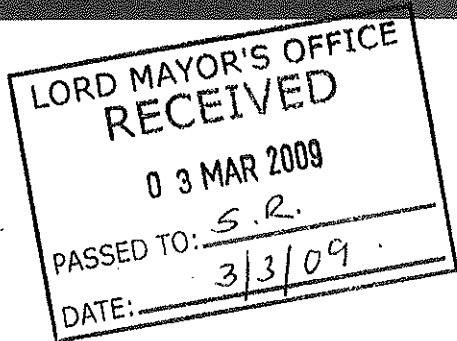 LORD MAYOR'S OFFICE
RECEIVED
0 3 MAR 2009
PASSED TO: S.R.
DATE: 3/3/09.